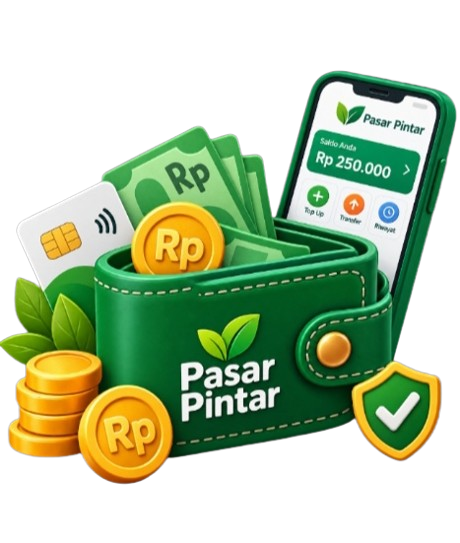 Pasar Pintar
Saldo Anda
Rp 250.000
Top Up
Transfer
Riwayat
Rp
Rp
Pasar
Pintar
Rp